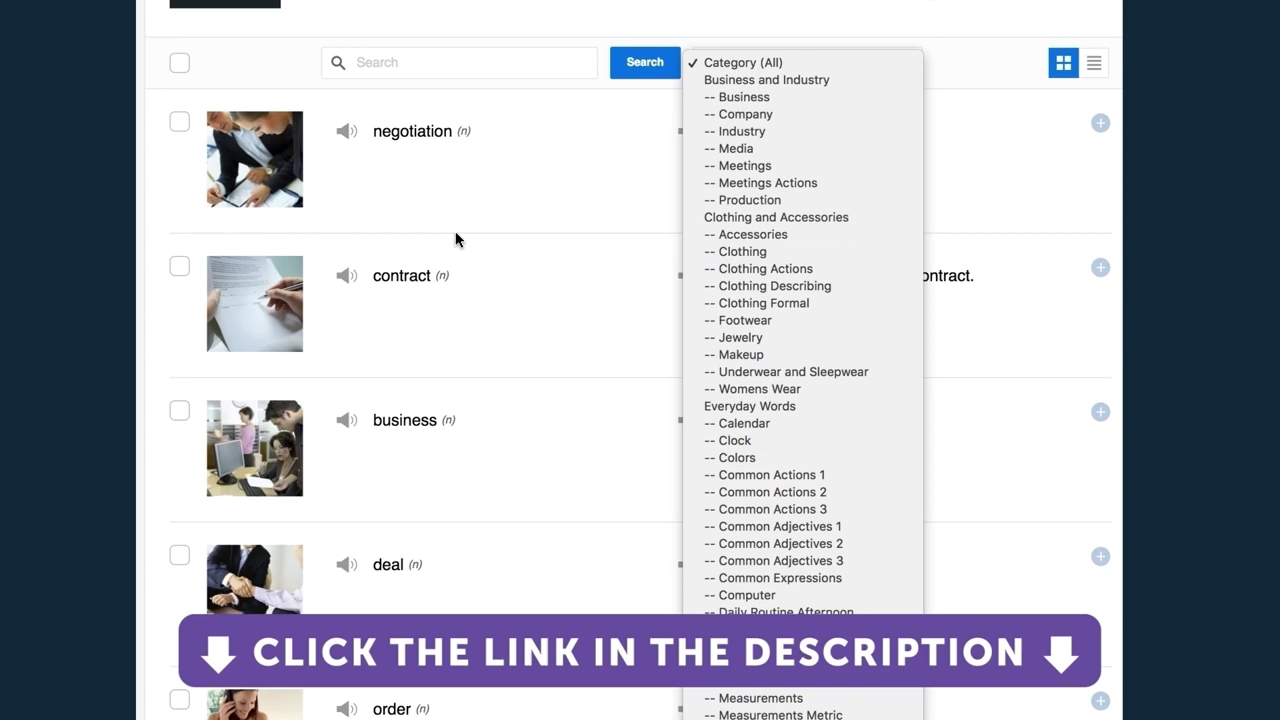 Search
Search
✓ Category (All)
Business and Industry
-- Business
-- Company
-- Industry
-- Media
-- Meetings
-- Meetings Actions
-- Production
Clothing and Accessories
-- Accessories
-- Clothing
-- Clothing Actions
-- Clothing Describing
-- Clothing Formal
-- Footwear
-- Jewelry
-- Makeup
-- Underwear and Sleepwear
-- Womens Wear
Everyday Words
-- Calendar
-- Clock
-- Colors
-- Common Actions 1
-- Common Actions 2
-- Common Actions 3
-- Common Adjectives 1
-- Common Adjectives 2
-- Common Adjectives 3
-- Common Expressions
-- Computer
-- Daily Routine Afternoon
-- Measurements
-- Measurements Metric
negotiation (n)
contract (n)
ontract.
business (n)
deal (n)
CLICK THE LINK IN THE DESCRIPTION
order (n)